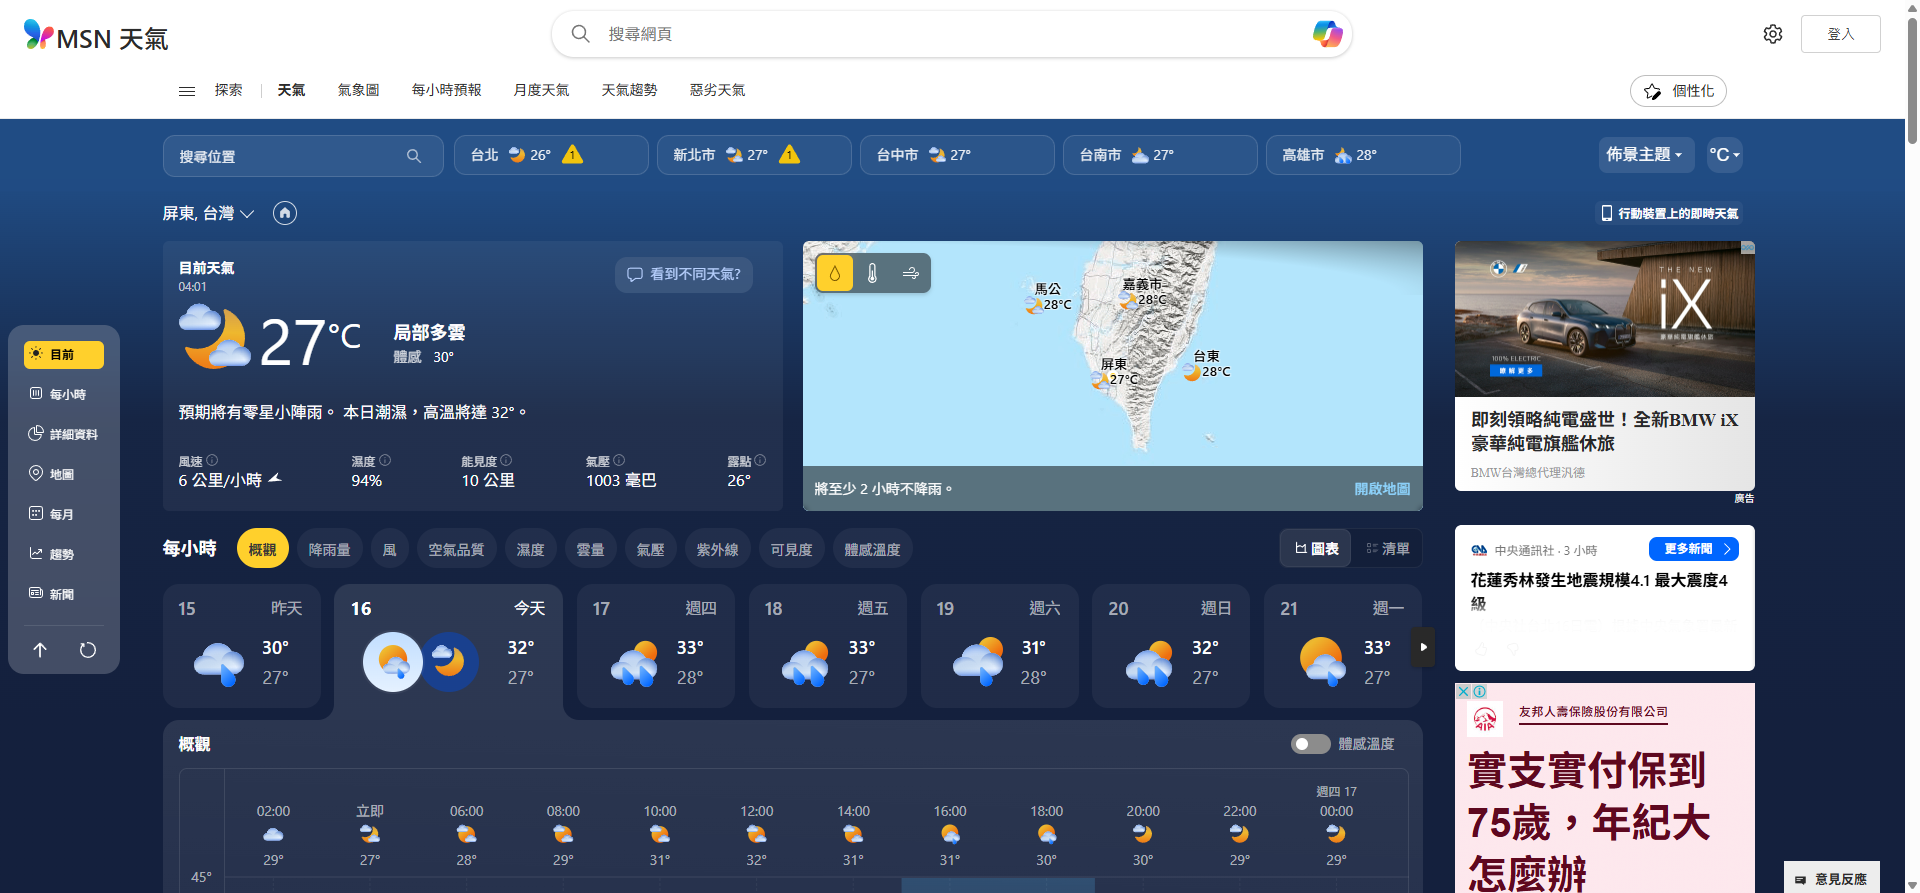 MSN 天氣
搜尋網頁
登入
探索
天氣
氣象圖
每小時預報
月度天氣
天氣趨勢
惡劣天氣
個性化
搜尋位置
台北 26° 1
新北市 27° 1
台中市 27°
台南市 27°
高雄市 28°
佈景主題
°C
屏東, 台灣
行動裝置上的即時天氣
目前天氣
04:01
看到不同天氣?
27°C
局部多雲
體感 30°
預期將有零星小陣雨。 本日潮濕，高溫將達 32°。
風速 濕度 能見度 氣壓 露點
6 公里/小時 94% 10 公里 1003 毫巴 26°
馬公
28°C
嘉義市
28°C
屏東
27°C
台東
28°C
將至少 2 小時不降雨。
開啟地圖
目前
每小時
詳細資料
地圖
每月
趨勢
新聞
THE NEW
iX
豪華純電旗艦休旅
100% ELECTRIC
瞭解更多
即刻領略純電盛世！全新BMW iX
豪華純電旗艦休旅
BMW台灣總代理汎德
廣告
每小時
概觀
降雨量
風
空氣品質
濕度
雲量
氣壓
紫外線
可見度
體感溫度
圖表
清單
15 昨天
30°
27°
16 今天
32°
27°
17 週四
33°
28°
18 週五
33°
27°
19 週六
31°
28°
20 週日
32°
27°
21 週一
33°
27°
中央通訊社 · 3 小時
更多新聞
花蓮秀林發生地震規模4.1 最大震度4
級
概觀
體感溫度
週四 17
02:00 立即 06:00 08:00 10:00 12:00 14:00 16:00 18:00 20:00 22:00 00:00
29° 27° 28° 29° 31° 32° 31° 31° 30° 30° 29° 29°
45°
友邦人壽保險股份有限公司
AIA
實支實付保到
75歲，年紀大
怎麼辦
意見反應